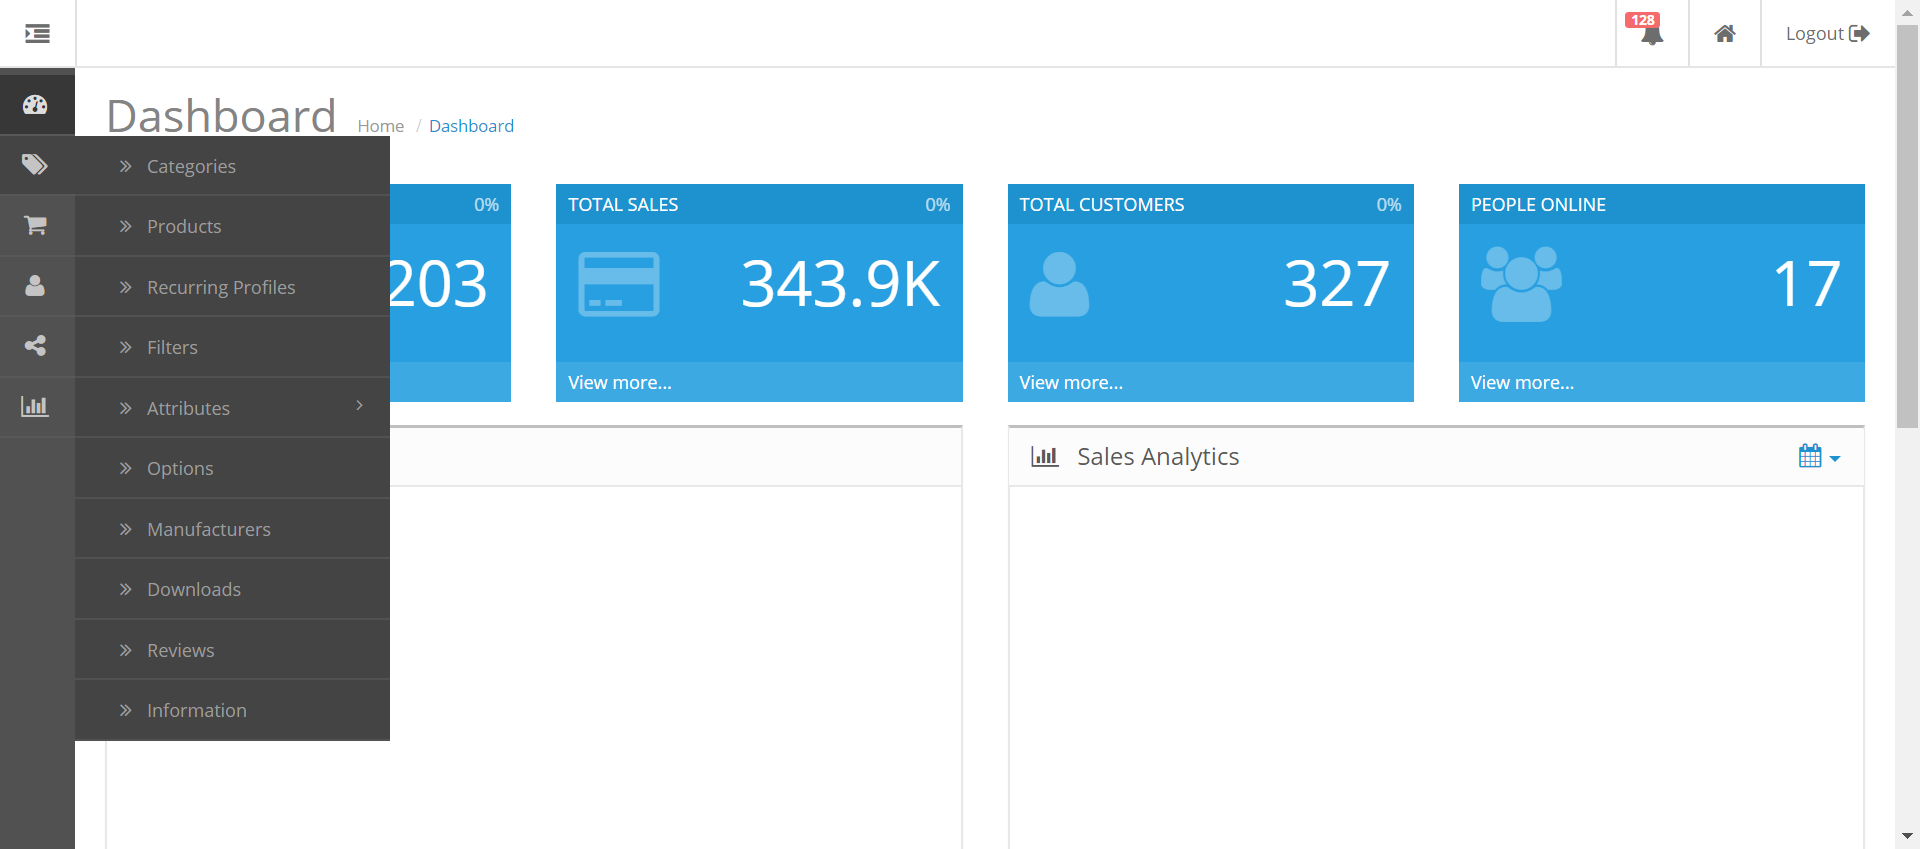 128
Logout
Dashboard
Home / Dashboard
Categories
Products
Recurring Profiles
Filters
Attributes
Options
Manufacturers
Downloads
Reviews
Information
0%
203
TOTAL SALES 0%
343.9K
View more...
TOTAL CUSTOMERS 0%
327
View more...
PEOPLE ONLINE
17
View more...
Sales Analytics